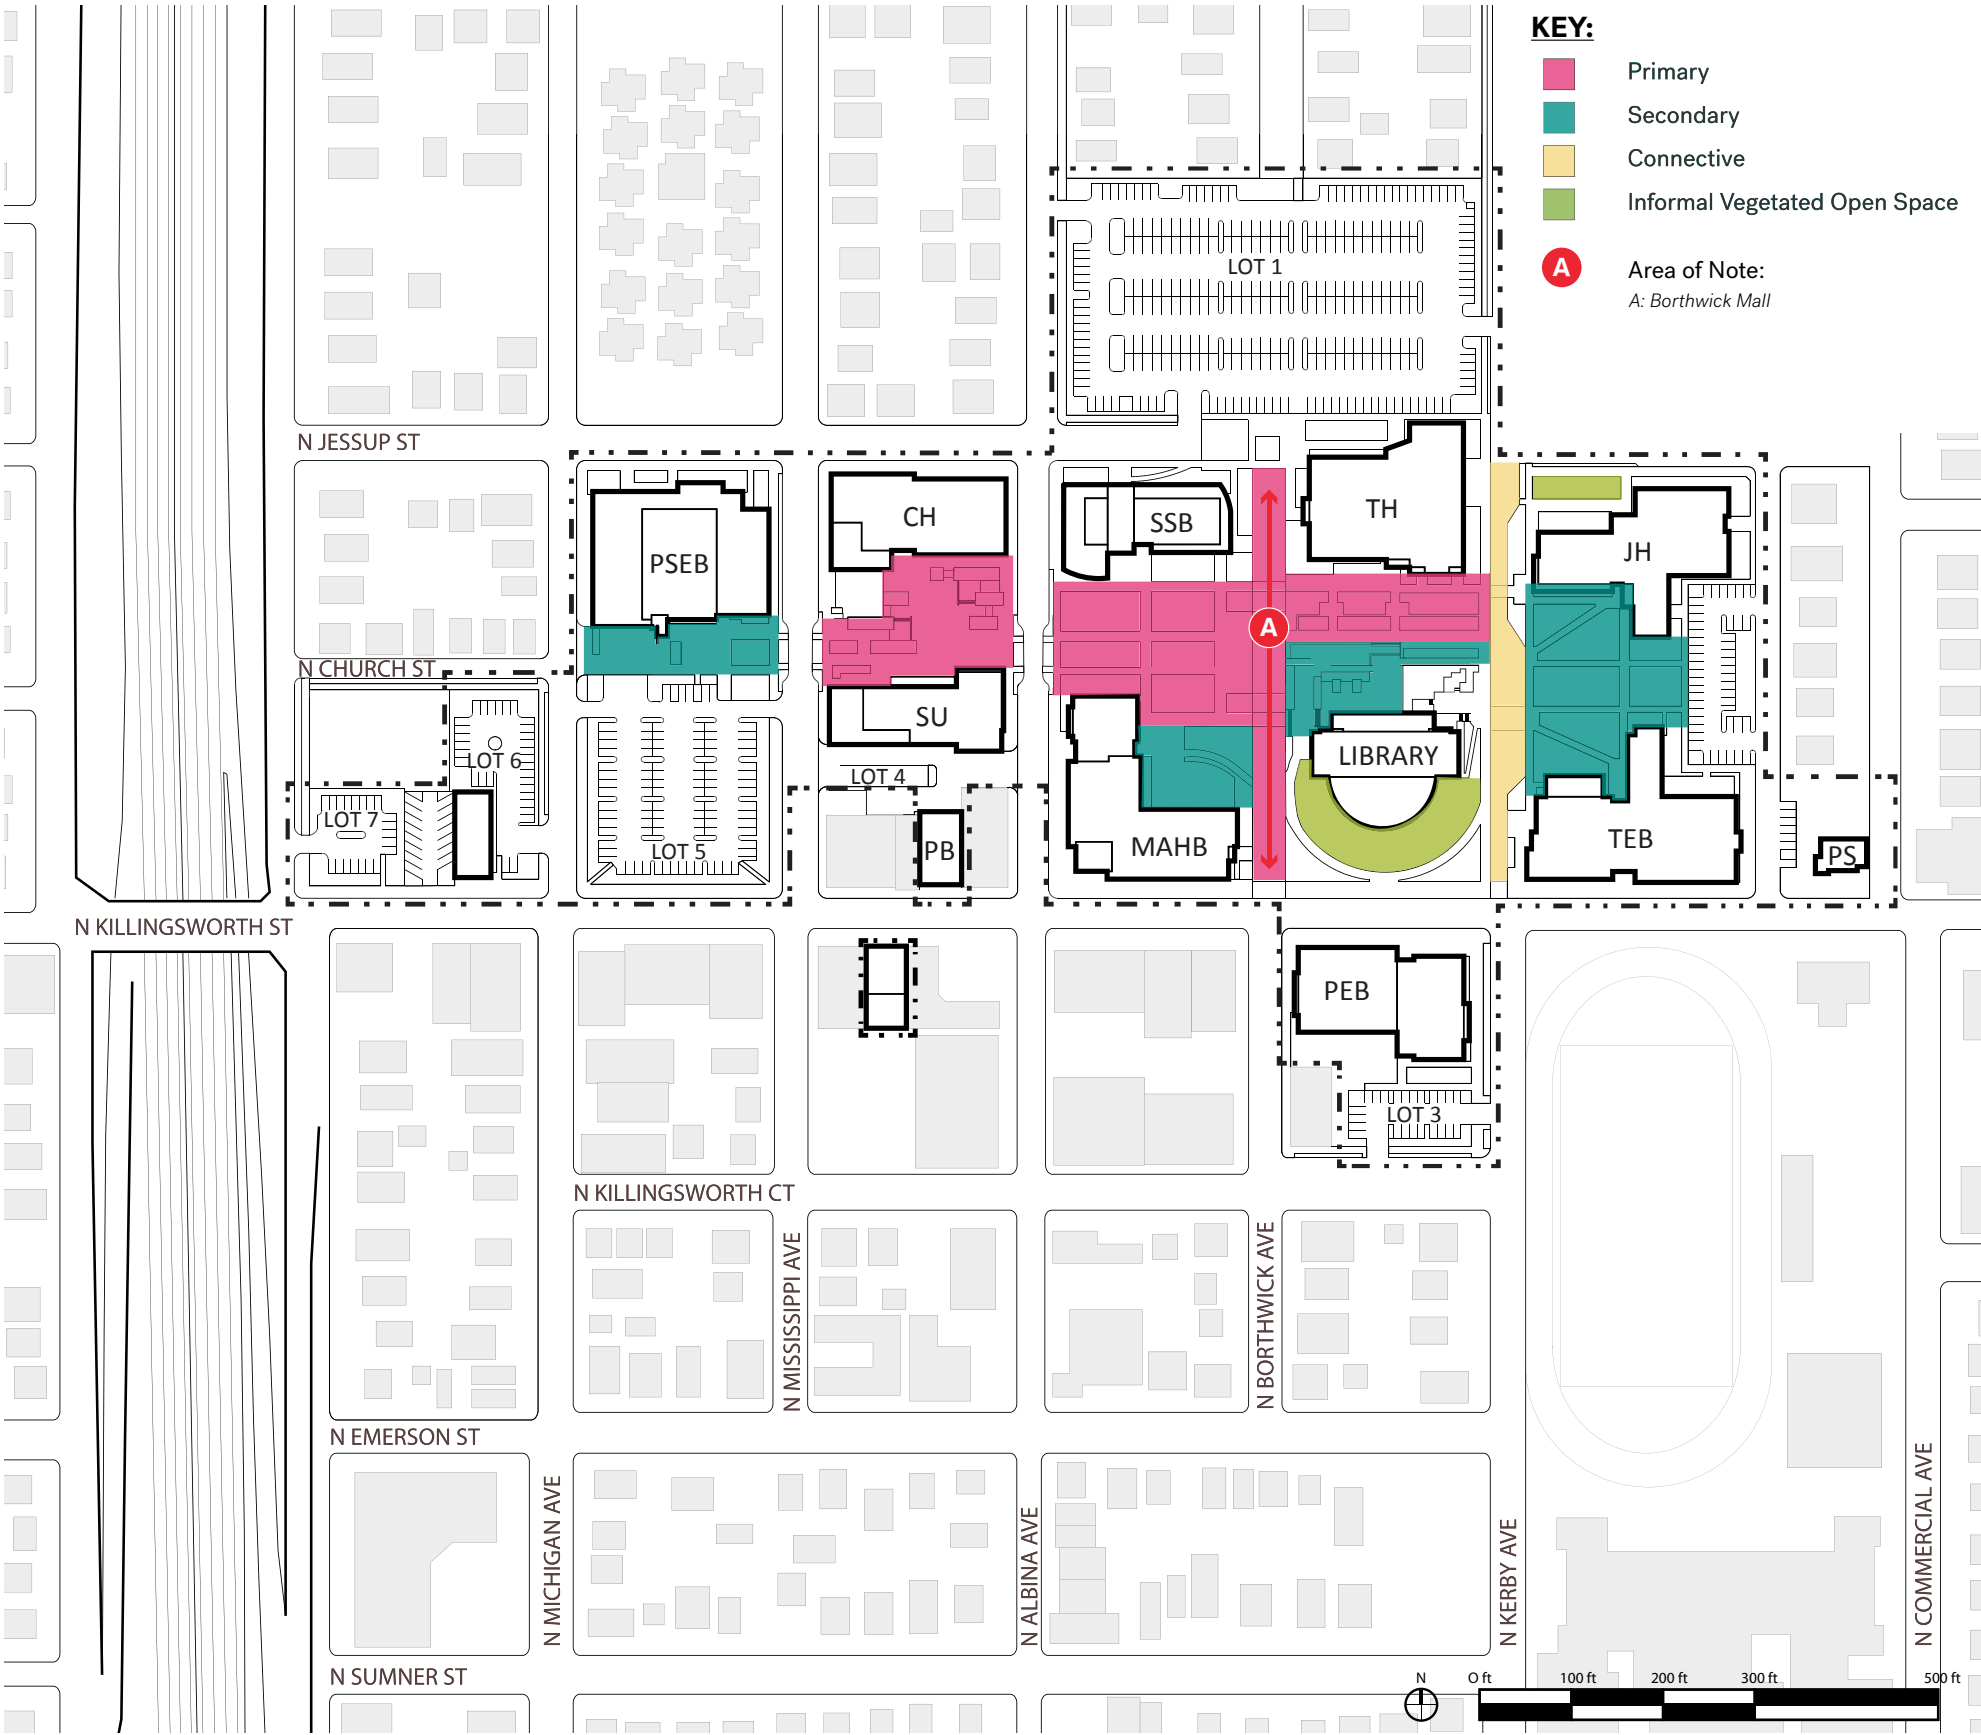 KEY:
Primary
Secondary
Connective
Informal Vegetated Open Space
A
Area of Note:
A: Borthwick Mall
LOT 1
N JESSUP ST
PSEB
CH
SSB
TH
JH
A
N CHURCH ST
SU
LIBRARY
LOT 6
LOT 4
LOT 7
LOT 5
PB
MAHB
TEB
PS
N KILLINGSWORTH ST
PEB
LOT 3
N KILLINGSWORTH CT
N MISSISSIPPI AVE
N BORTHWICK AVE
N EMERSON ST
N MICHIGAN AVE
N ALBINA AVE
N KERBY AVE
N COMMERCIAL AVE
N SUMNER ST
N
0 ft
100 ft
200 ft
300 ft
500 ft